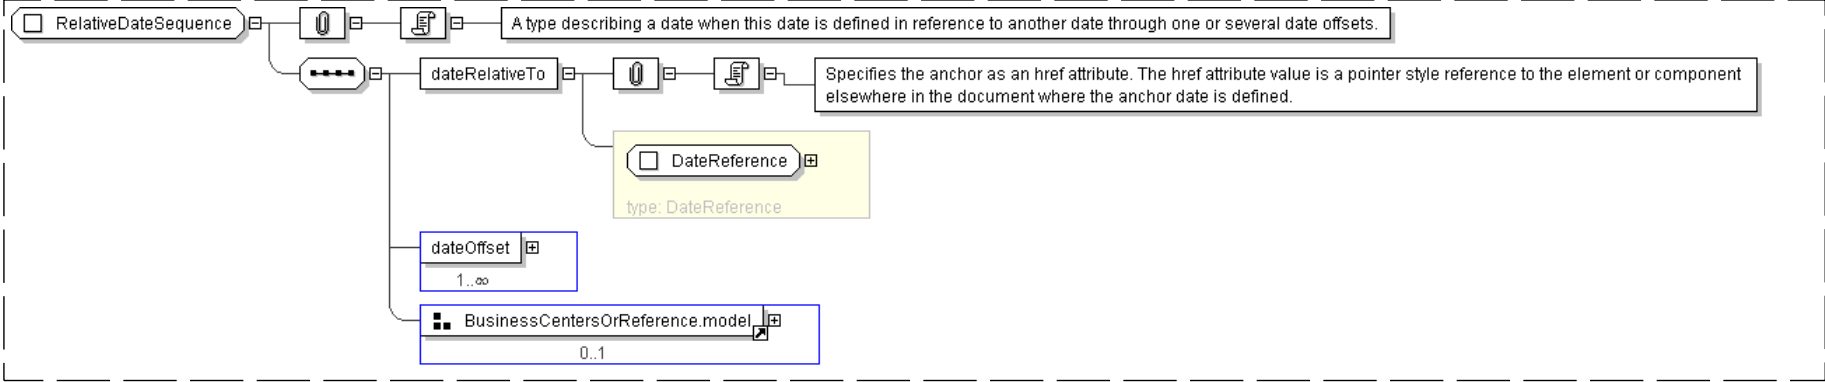 RelativeDateSequence
A type describing a date when this date is defined in reference to another date through one or several date offsets.
dateRelativeTo
Specifies the anchor as an href attribute. The href attribute value is a pointer style reference to the element or component
elsewhere in the document where the anchor date is defined.
DateReference
type: DateReference
dateOffset
1..∞
BusinessCentersOrReference.model
0..1